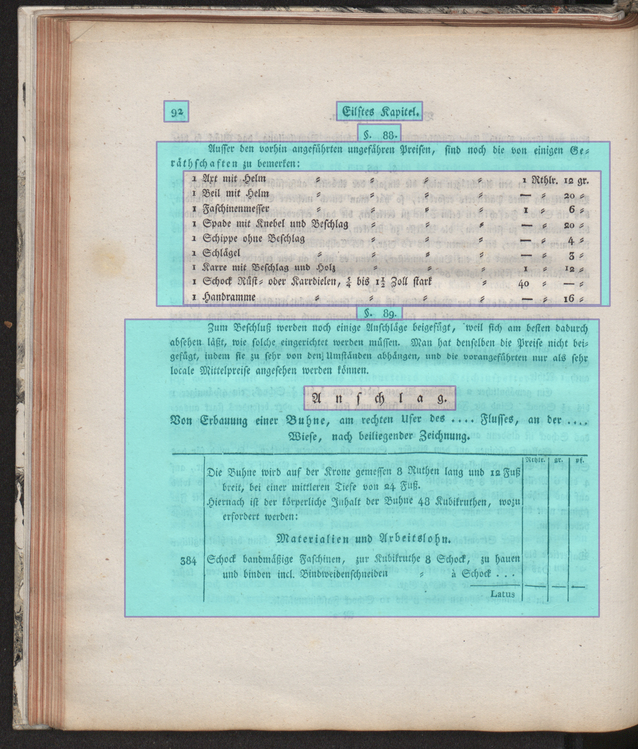 92 Eilftes Kapitel.
§. 88.
Ausser den vorhin angeführten ungefähren Preisen, sind noch die von einigen Ge-
räthschaften zu bemerken:
1 Axt mit Helm „ „ „ 1 Rthlr. 12 gr.
1 Beil mit Helm „ „ „ — „ 20 „
1 Faschinenmesser „ „ „ 1 „ 6 „
1 Spade mit Knebel und Beschlag „ „ — „ 20 „
1 Schippe ohne Beschlag „ „ — „ 4 „
1 Schlägel „ „ „ „ — „ 3 „
1 Karre mit Beschlag und Holz „ „ „ 1 „ 12 „
1 Schock Rüst- oder Karrdielen, 5/4 bis 1 1/2 Zoll stark „ 40 „ — „
1 Handramme „ „ „ „ — „ 16 „
§. 89.
Zum Beschluß werden noch einige Anschläge beigefügt, weil sich am besten dadurch
absehen läßt, wie solche eingerichtet werden müssen. Man hat denselben die Preise nicht bei-
gefügt, indem sie zu sehr von den Umständen abhängen, und die vorangeführten nur als sehr
locale Mittelpreise angesehen werden können.
Anschlag.
Von Erbauung einer Buhne, am rechten Ufer des .... Flusses, an der ....
Wiese, nach beiliegender Zeichnung.
Rthlr. gr. pf.
Die Buhne wird auf der Krone gemessen 8 Ruthen lang und 12 Fuß
breit, bei einer mittleren Tiefe von 24 Fuß.
Hiernach ist der körperliche Inhalt der Buhne 48 Kubikruthen, wozu
erfordert werden:
Materialien und Arbeitslohn.
384 Schock bandmäßige Faschinen, zur Kubikruthe 8 Schock, zu hauen
und binden incl. Bindweidenschneiden „ à Schock ...
Latus